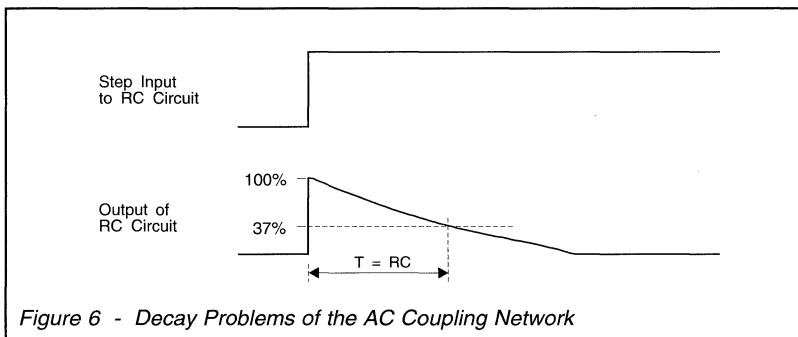 Step Input
to RC Circuit
100%
Output of
RC Circuit
37%
T = RC
Figure 6 - Decay Problems of the AC Coupling Network